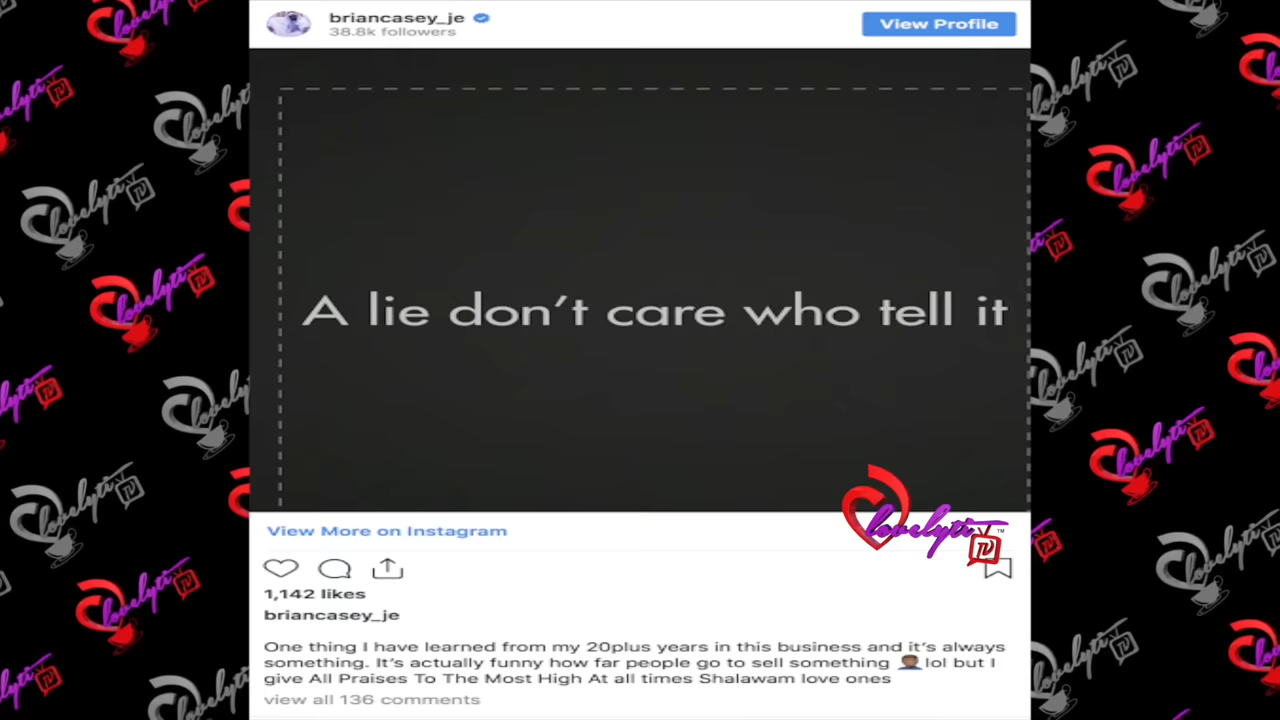 briancasey_je
38.8k followers
View Profile
A lie don't care who tell it
lovelyti TV™
View More on Instagram
1,142 likes
briancasey_je
One thing I have learned from my 20plus years in this business and it's always
something. It's actually funny how far people go to sell something 🤦🏾‍♂️lol but I
give All Praises To The Most High At all times Shalawam love ones
view all 136 comments